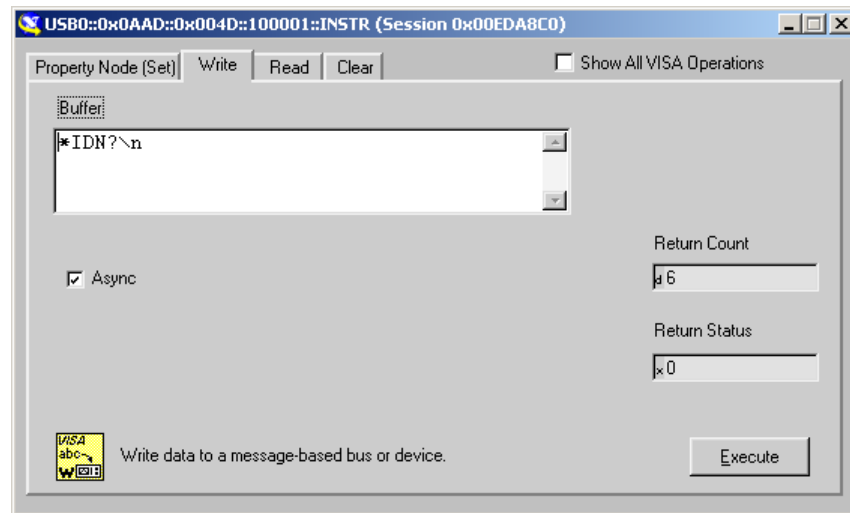 USB0::0x0AAD::0x004D::100001::INSTR (Session 0x00EDA8C0)
Property Node (Set) Write Read Clear Show All VISA Operations
Buffer
*IDN?\n
Return Count
Async
d 6
Return Status
x 0
VISA
abc
W
Write data to a message-based bus or device.
Execute